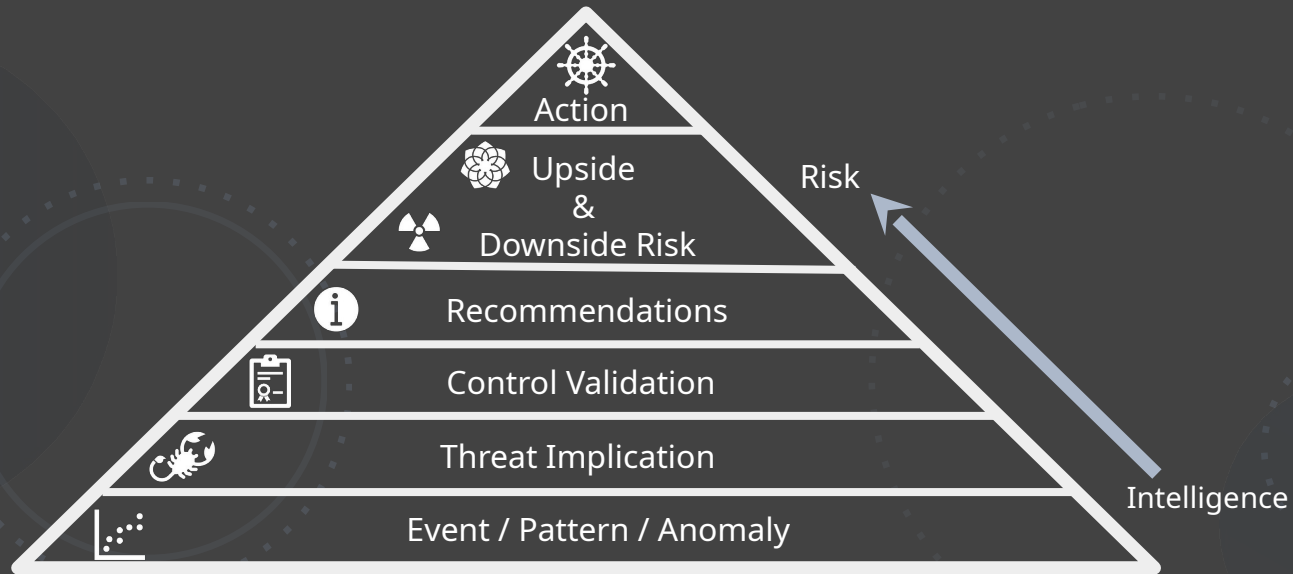 Action
Upside
&
Downside Risk
Risk
Recommendations
Control Validation
Threat Implication
Intelligence
Event / Pattern / Anomaly